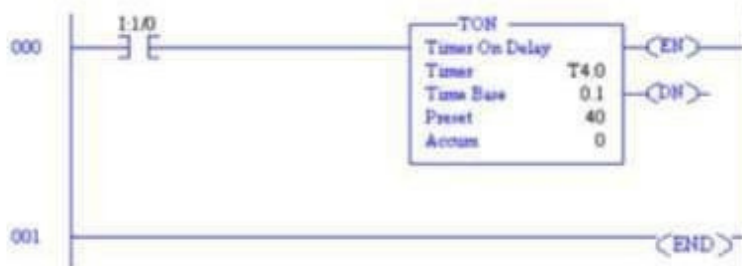 I:1/0
TON
000
Timer On Delay
EN
Timer T4:0
Time Base 0.1
DN
Preset 40
Accum 0
001
END